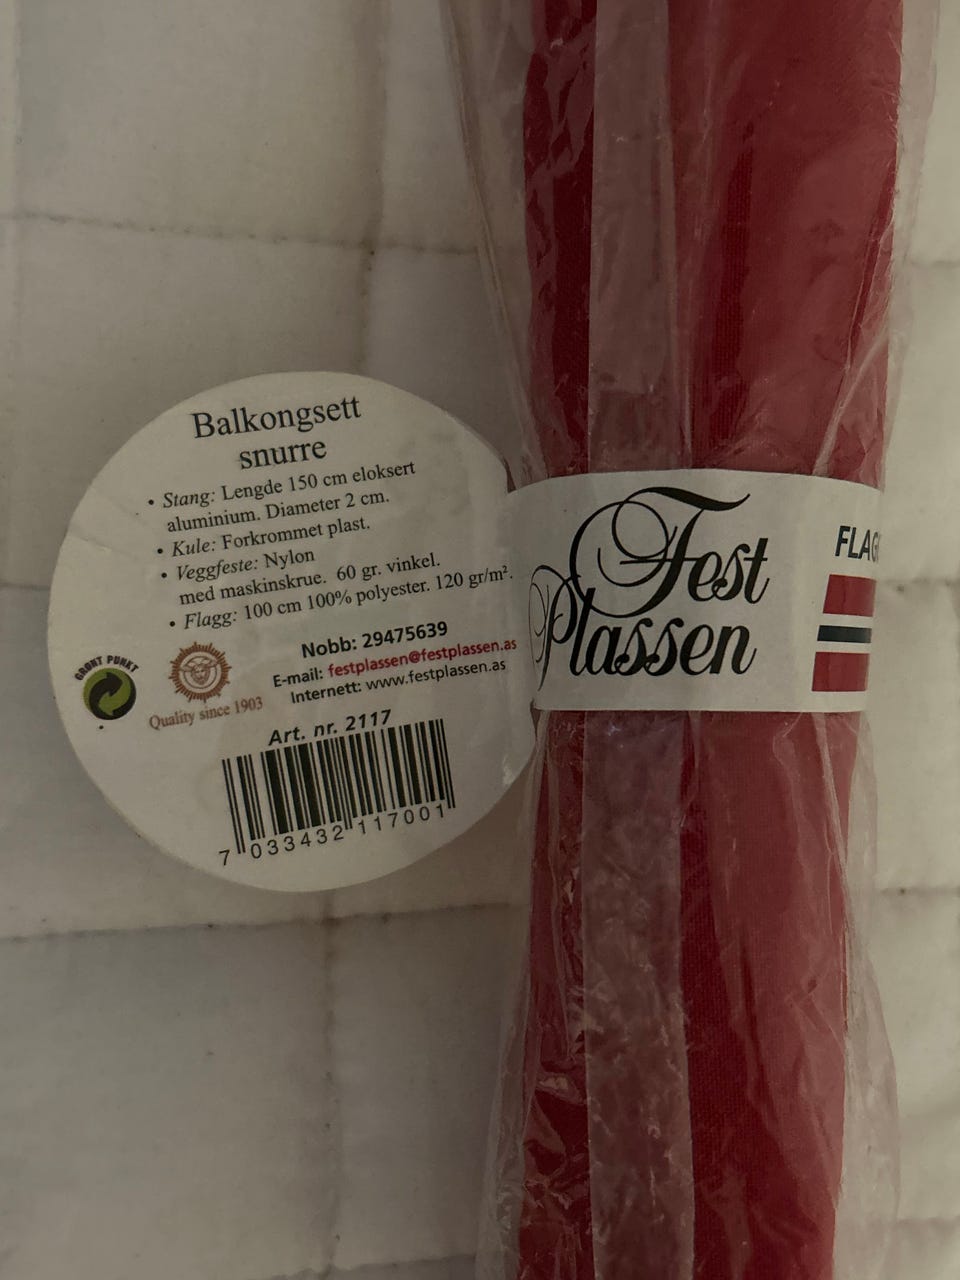 Balkongsett
snurre
• Stang: Lengde 150 cm eloksert
aluminium. Diameter 2 cm.
• Kule: Forkrommet plast.
• Veggfeste: Nylon
med maskinskrue. 60 gr. vinkel.
• Flagg: 100 cm 100% polyester. 120 gr/m².
GRØNT PUNKT
Quality since 1903
Nobb: 29475639
E-mail: festplassen@festplassen.as
Internett: www.festplassen.as
Art. nr. 2117
7 033432 117001
Fest
Plassen